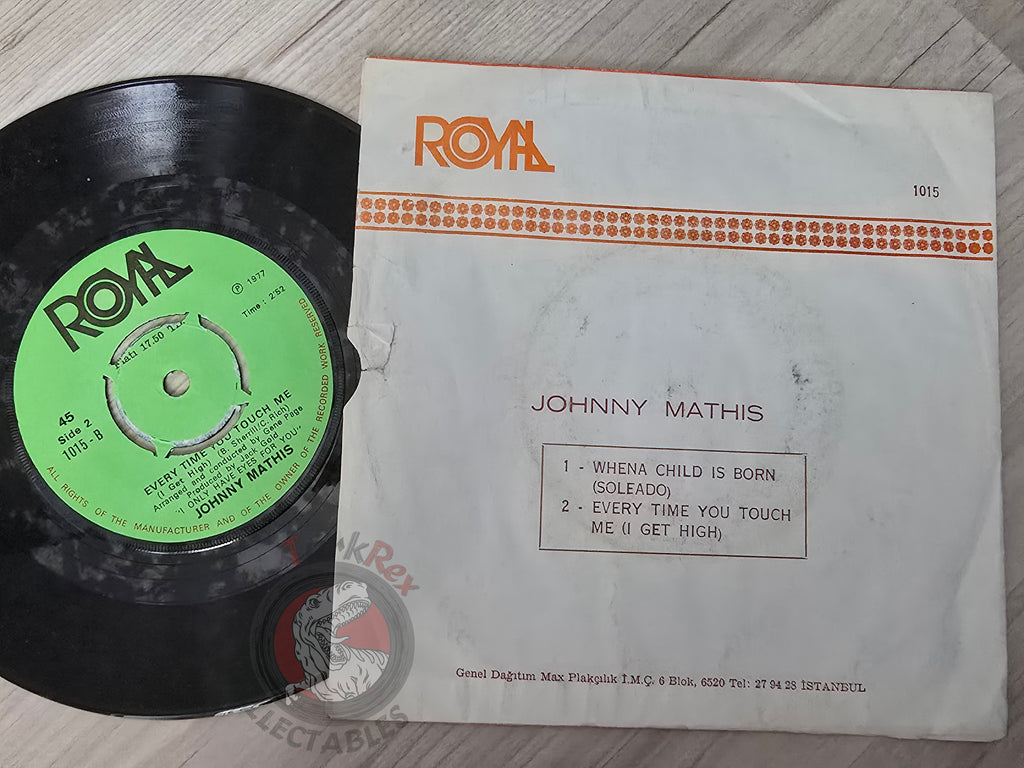 ROYAL
1015
JOHNNY MATHIS
1 - WHENA CHILD IS BORN
(SOLEADO)
2 - EVERY TIME YOU TOUCH
ME (I GET HIGH)
Genel Dağıtım Max Plakçılık İ.M.Ç. 6 Blok, 6520 Tel: 27 94 28 İSTANBUL
ROYAL
℗ 1977
Time : 2:52
17.50
45
Side 2
1015-B
EVERY TIME YOU TOUCH ME
(I Get High) (B. Sherill/C. Rich)
Arranged and conducted by Gene Page
Produced by Jack Gold
"I ONLY HAVE EYES FOR YOU"
JOHNNY MATHIS
ALL RIGHTS OF THE MANUFACTURER AND OF THE OWNER OF THE RECORDED WORK RESERVED